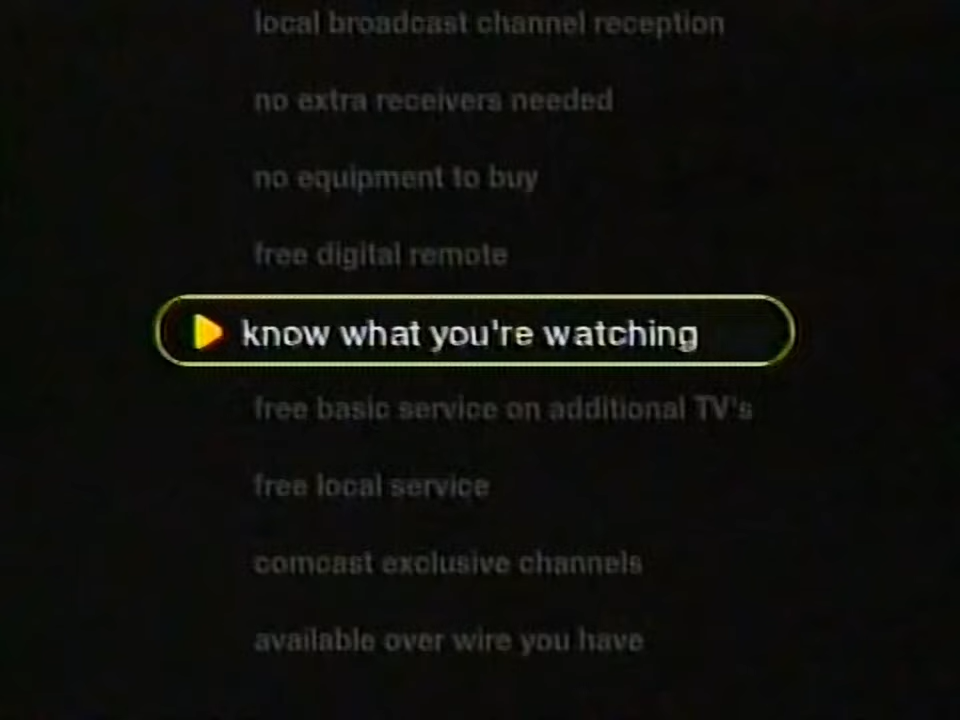 local broadcast channel reception
no extra receivers needed
no equipment to buy
free digital remote
know what you're watching
free basic service on additional TV's
free local service
comcast exclusive channels
available over wire you have